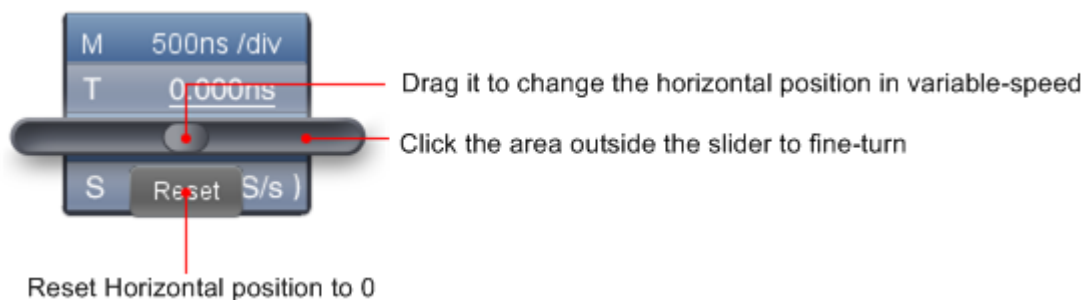 M 500ns /div
T 0.000ns
Drag it to change the horizontal position in variable-speed
Click the area outside the slider to fine-turn
S Reset S/s )
Reset Horizontal position to 0